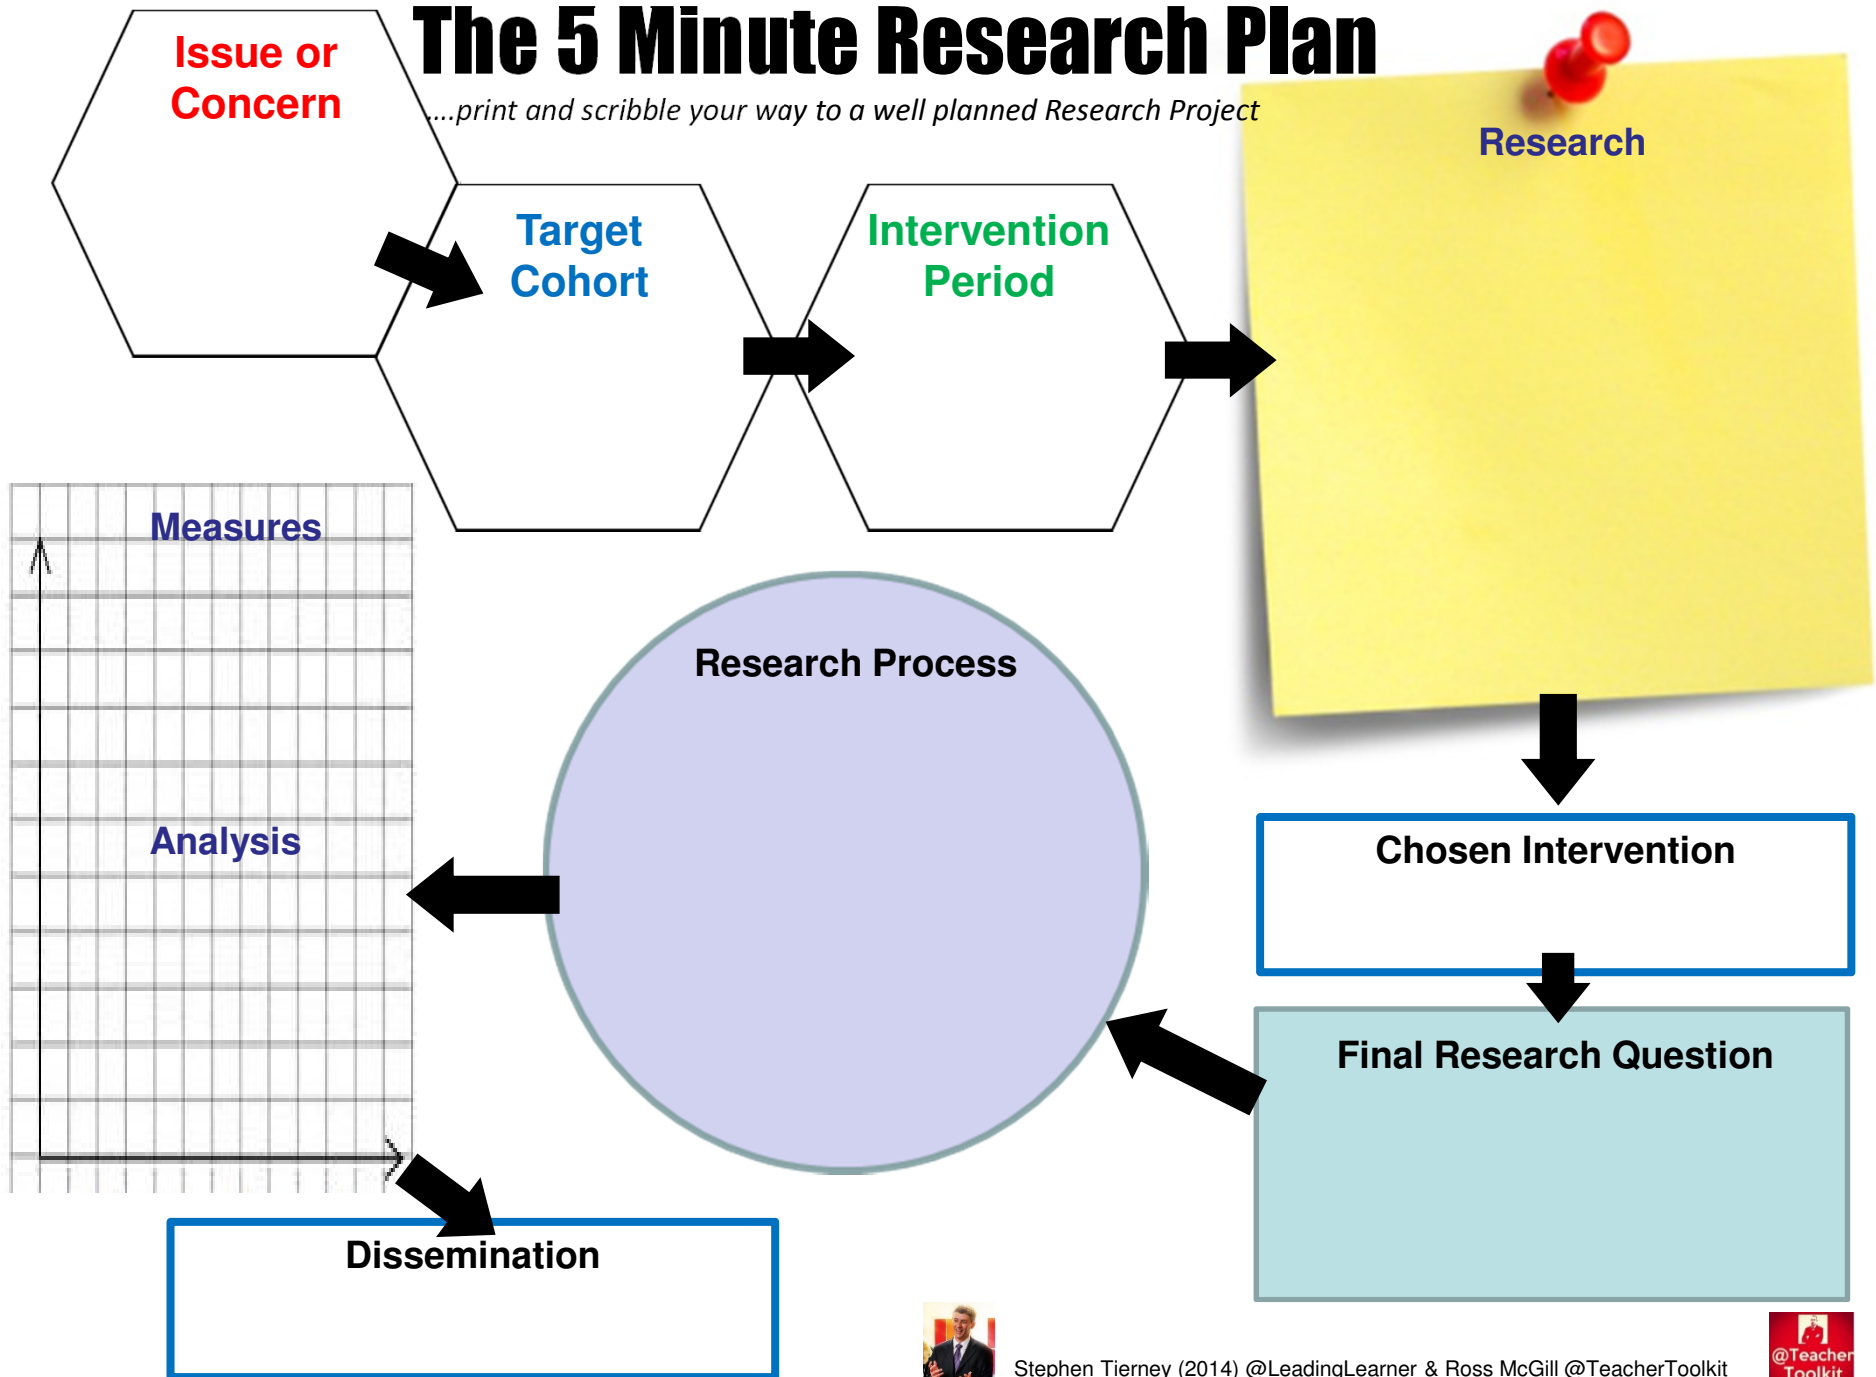 The 5 Minute Research Plan
....print and scribble your way to a well planned Research Project
Issue or
Concern
Target
Cohort
Intervention
Period
Research
Chosen Intervention
Final Research Question
Research Process
Measures
Analysis
Dissemination
Stephen Tierney (2014) @LeadingLearner & Ross McGill @TeacherToolkit
@Teacher
Toolkit